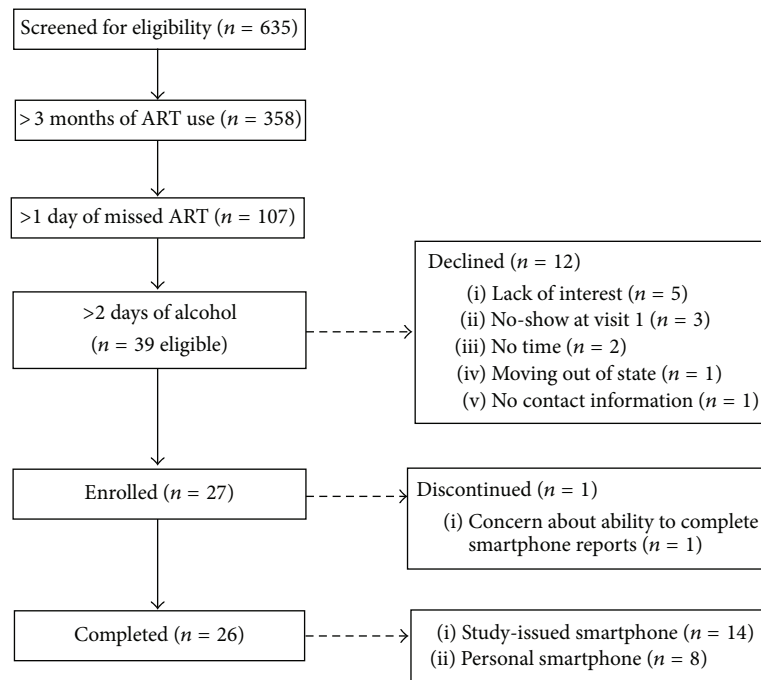 Screened for eligibility (n = 635)
>3 months of ART use (n = 358)
>1 day of missed ART (n = 107)
>2 days of alcohol
(n = 39 eligible)
Declined (n = 12)
(i) Lack of interest (n = 5)
(ii) No-show at visit 1 (n = 3)
(iii) No time (n = 2)
(iv) Moving out of state (n = 1)
(v) No contact information (n = 1)
Enrolled (n = 27)
Discontinued (n = 1)
(i) Concern about ability to complete
smartphone reports (n = 1)
Completed (n = 26)
(i) Study-issued smartphone (n = 14)
(ii) Personal smartphone (n = 8)